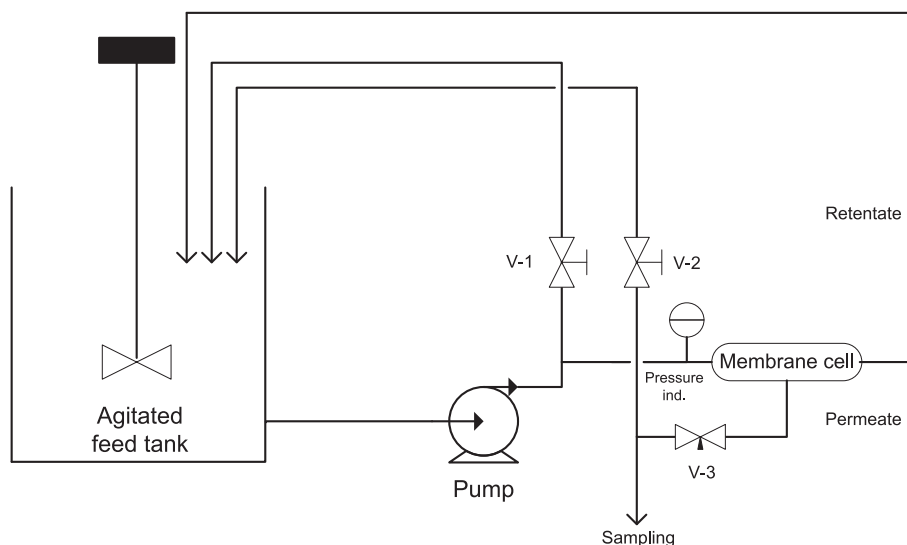 Retentate
V-1
V-2
Membrane cell
Pressure
ind.
Agitated
feed tank
Permeate
V-3
Pump
Sampling